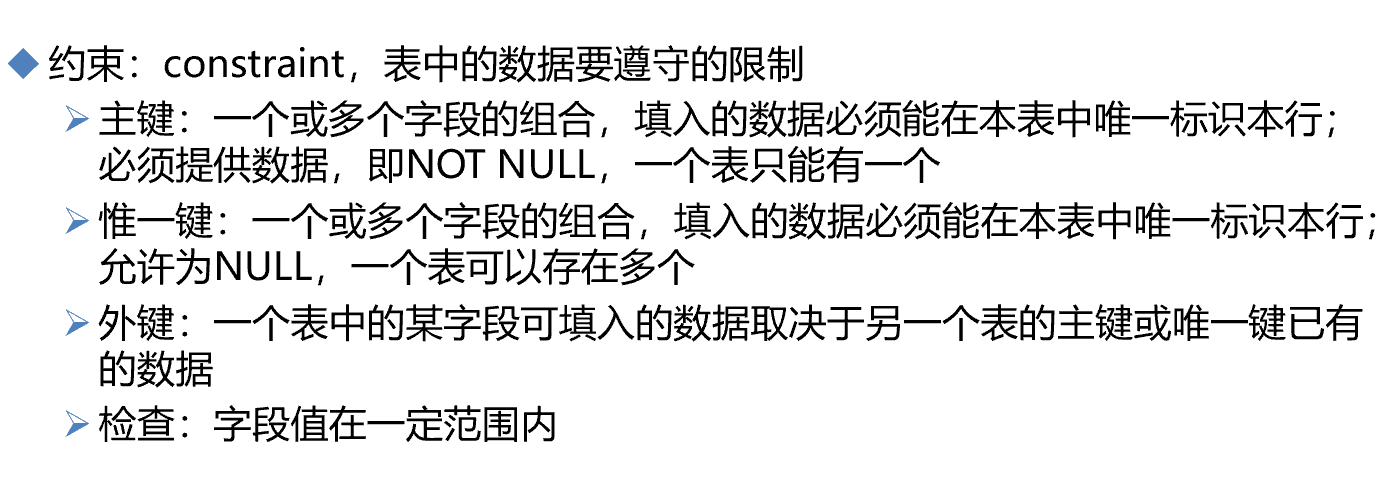 约束：constraint，表中的数据要遵守的限制
主键：一个或多个字段的组合，填入的数据必须能在本表中唯一标识本行；
必须提供数据，即NOT NULL，一个表只能有一个
惟一键：一个或多个字段的组合，填入的数据必须能在本表中唯一标识本行；
允许为NULL，一个表可以存在多个
外键：一个表中的某字段可填入的数据取决于另一个表的主键或唯一键已有
的数据
检查：字段值在一定范围内